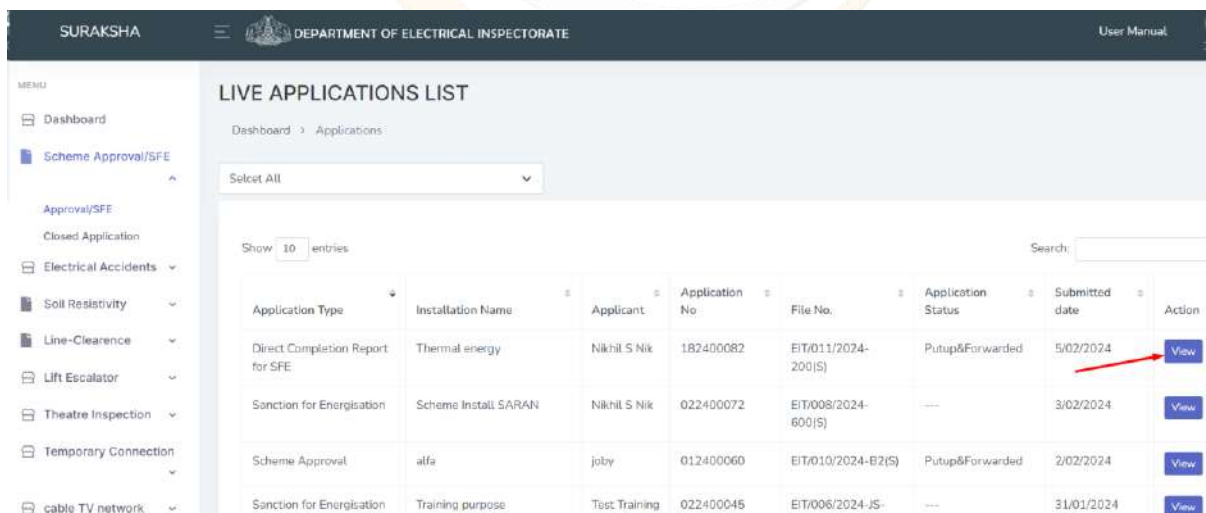 SURAKSHA
DEPARTMENT OF ELECTRICAL INSPECTORATE
User Manual
MENU
Dashboard
Scheme Approval/SFE
Approval/SFE
Closed Application
Electrical Accidents
Soil Resistivity
Line-Clearence
Lift Escalator
Theatre Inspection
Temporary Connection
cable TV network
LIVE APPLICATIONS LIST
Dashboard > Applications
Selcet All
Show 10 entries
Search:
Application Type Installation Name Applicant Application No File No. Application Status Submitted date Action
Direct Completion Report for SFE Thermal energy Nikhil S Nik 182400082 EIT/011/2024-200(S) Putup&Forwarded 5/02/2024 View
Sanction for Energisation Scheme Install SARAN Nikhil S Nik 022400072 EIT/008/2024-600(S) --- 3/02/2024 View
Scheme Approval alfa joby 012400060 EIT/010/2024-B2(S) Putup&Forwarded 2/02/2024 View
Sanction for Energisation Training purpose Test Training 022400045 EIT/006/2024-JS- --- 31/01/2024 View